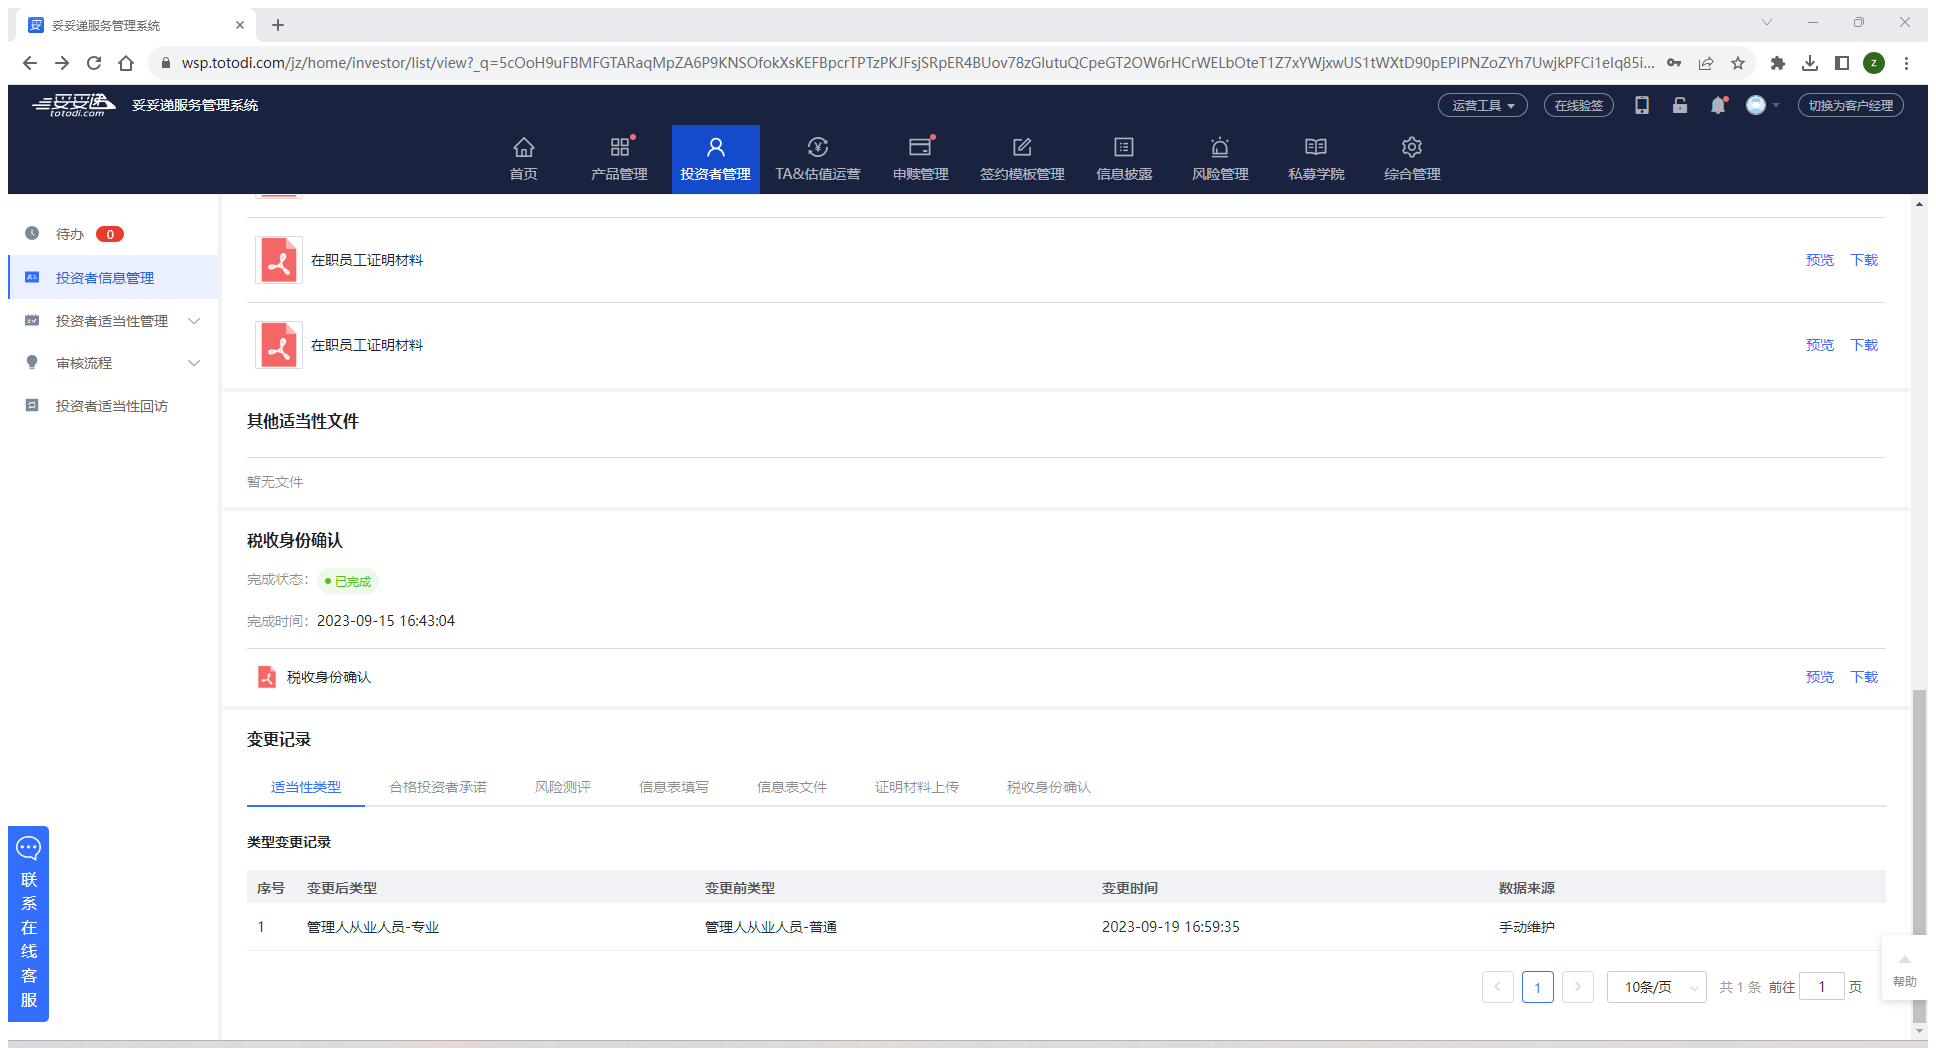 妥妥递服务管理系统
wsp.totodi.com/jz/home/investor/list/view?_q=5cOoH9uFBMFGTARaqMpZA6P9KNSOfokXsKEFBpcrTPTzPKJFsjSRpER4BUov78zGlutuQCpeGT2OW6rHCrWELbOteT1Z7xYWJxwUS1tWXtD90pEPIPNZoZYh7UwjkPFCi1eIq85i...
z
妥妥递 totodi.com 妥妥递服务管理系统
运营工具 在线验签 切换为客户经理
首页 产品管理 投资者管理 TA&估值运营 申赎管理 签约模板管理 信息披露 风险管理 私募学院 综合管理
待办 0
投资者信息管理
投资者适当性管理
审核流程
投资者适当性回访
在职员工证明材料 预览 下载
在职员工证明材料 预览 下载
其他适当性文件
暂无文件
税收身份确认
完成状态： 已完成
完成时间： 2023-09-15 16:43:04
税收身份确认 预览 下载
变更记录
适当性类型 合格投资者承诺 风险测评 信息表填写 信息表文件 证明材料上传 税收身份确认
类型变更记录
序号 变更后类型 变更前类型 变更时间 数据来源
1 管理人从业人员-专业 管理人从业人员-普通 2023-09-19 16:59:35 手动维护
1 10条/页 共 1 条 前往 1 页
联系在线客服
帮助